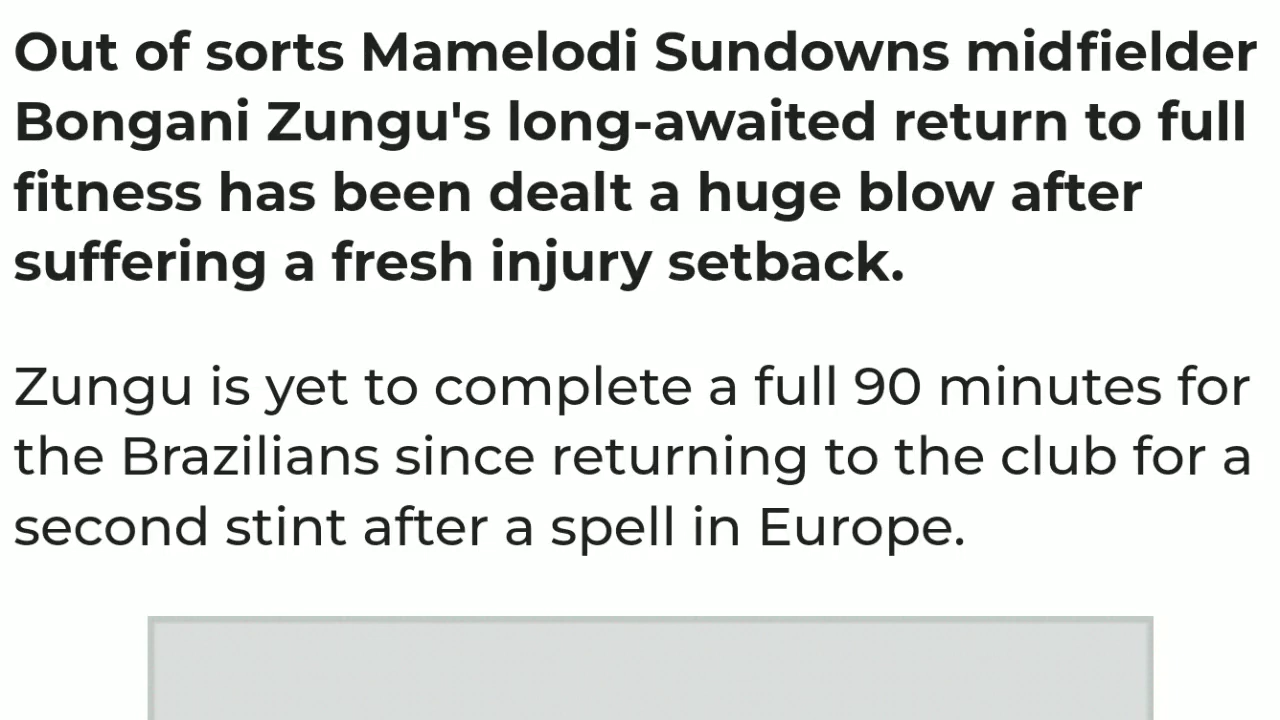 Out of sorts Mamelodi Sundowns midfielder
Bongani Zungu's long-awaited return to full
fitness has been dealt a huge blow after
suffering a fresh injury setback.
Zungu is yet to complete a full 90 minutes for
the Brazilians since returning to the club for a
second stint after a spell in Europe.